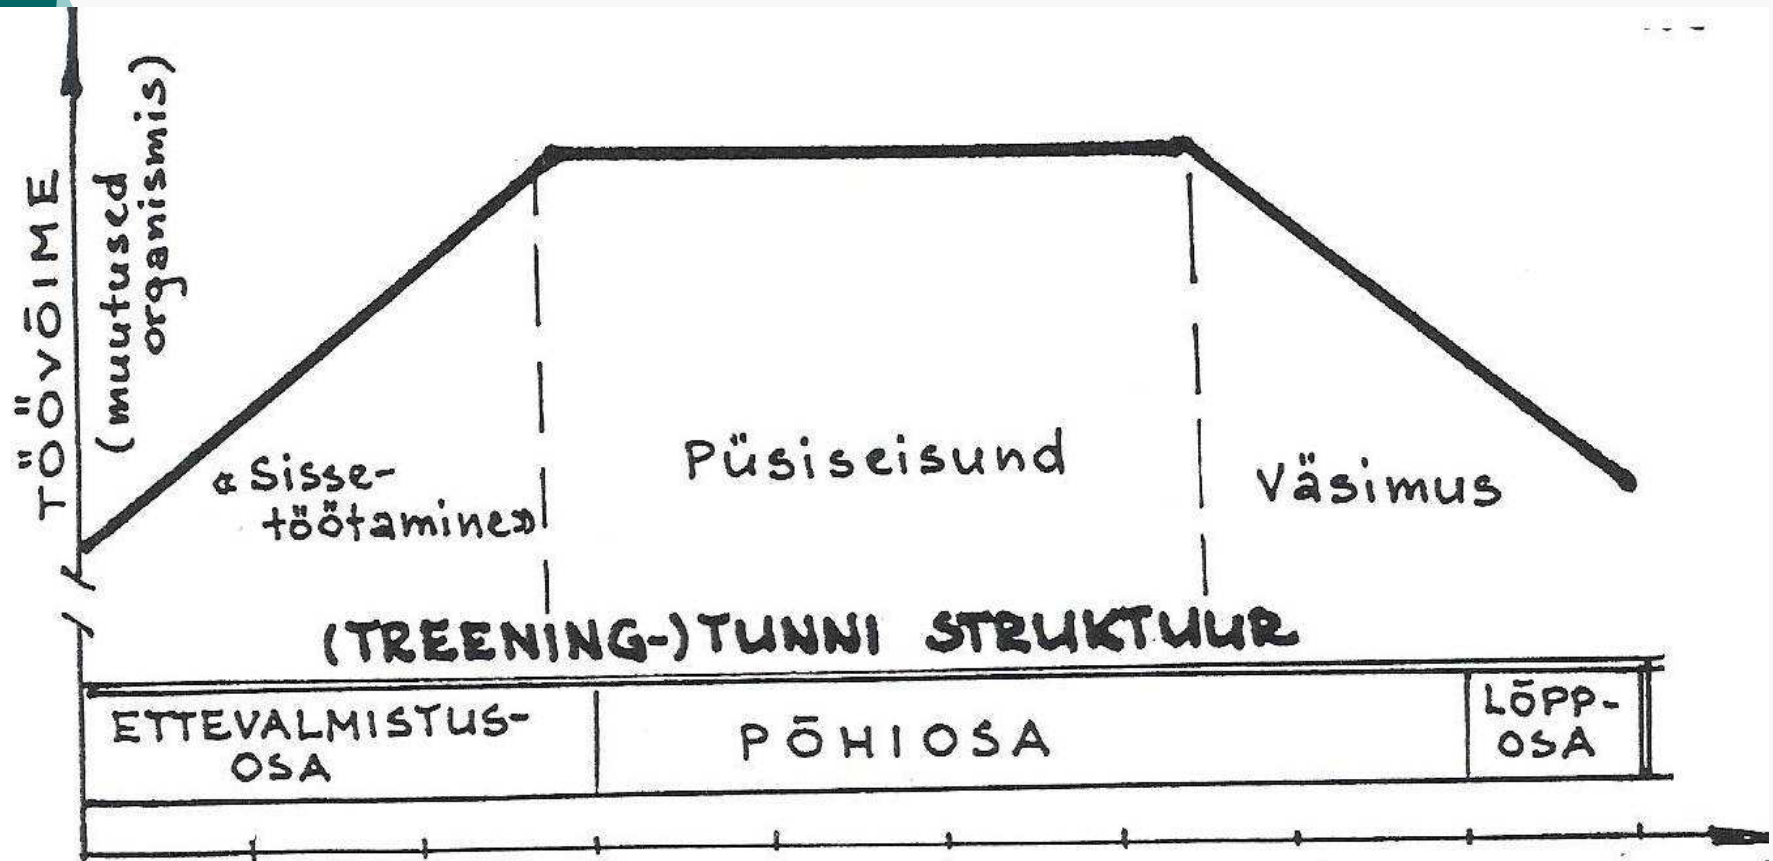 TÖÖVÕIME
(muutused
organismis)
«Sisse-
töötamine»
Püsiseisund
Väsimus
(TREENING-)TUNNI STRUKTUUR
ETTEVALMISTUS-
OSA
PÕHIOSA
LÕPP-
OSA